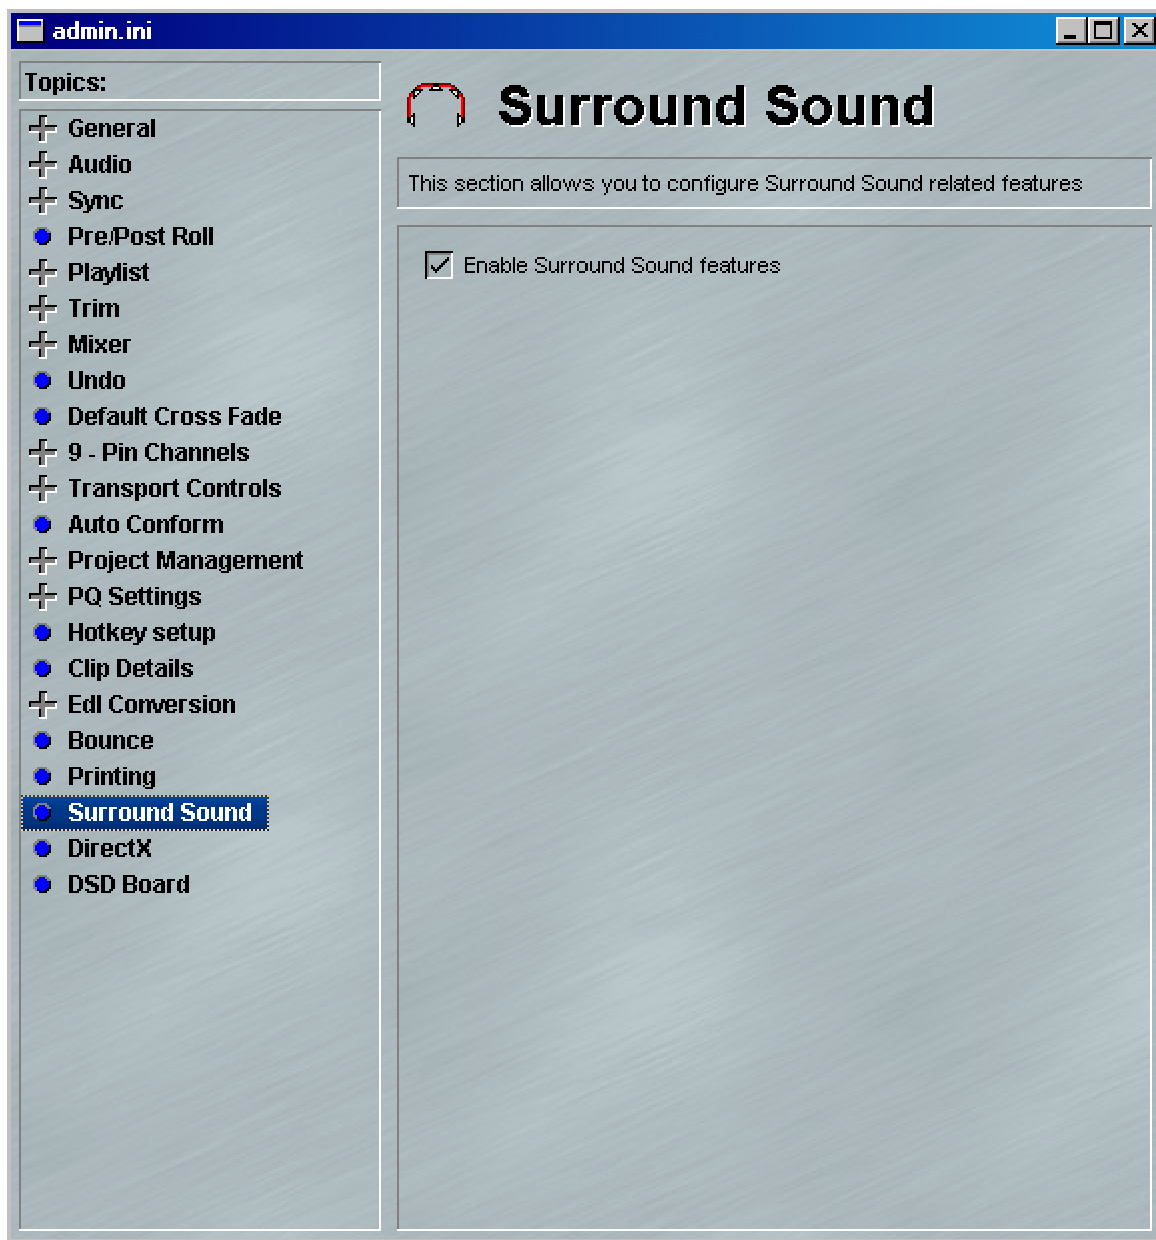 admin.ini
Topics:
General
Audio
Sync
Pre/Post Roll
Playlist
Trim
Mixer
Undo
Default Cross Fade
9 - Pin Channels
Transport Controls
Auto Conform
Project Management
PQ Settings
Hotkey setup
Clip Details
Edl Conversion
Bounce
Printing
Surround Sound
DirectX
DSD Board
Surround Sound
This section allows you to configure Surround Sound related features
Enable Surround Sound features